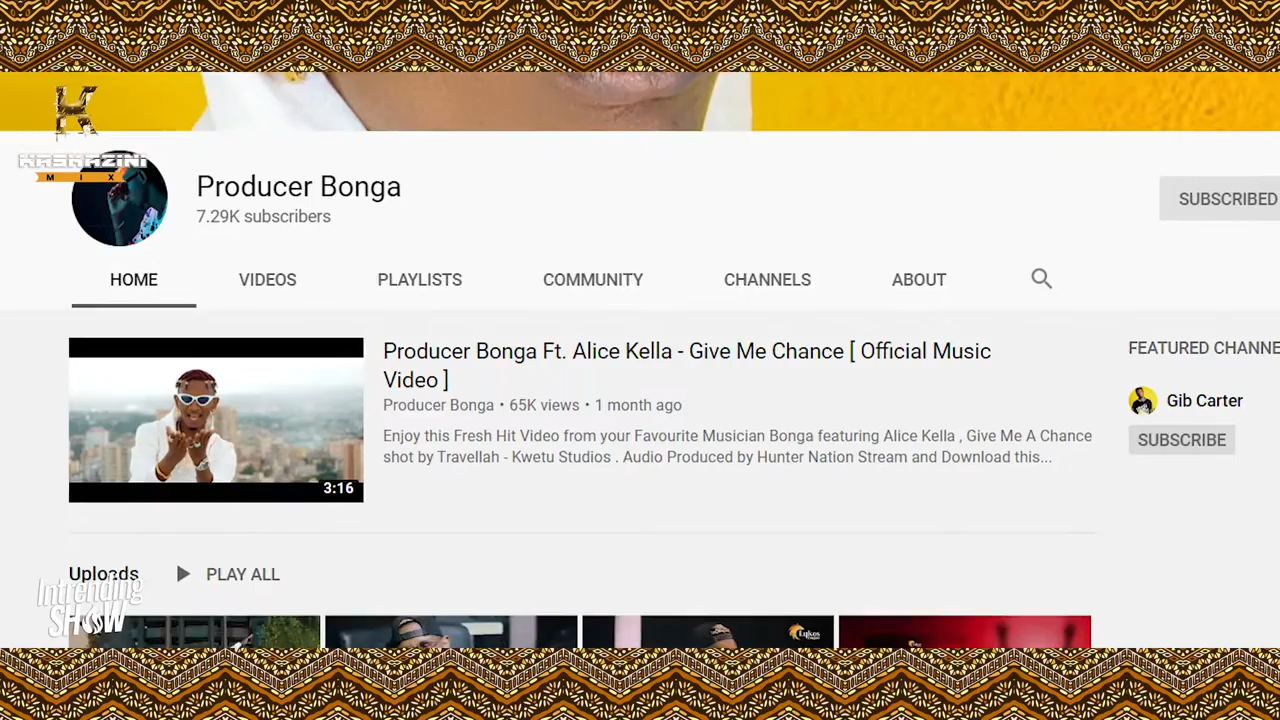 K
KASKAZINI
MIX
Producer Bonga
7.29K subscribers
SUBSCRIBED
HOME
VIDEOS
PLAYLISTS
COMMUNITY
CHANNELS
ABOUT
Producer Bonga Ft. Alice Kella - Give Me Chance [ Official Music
Video ]
Producer Bonga • 65K views • 1 month ago
Enjoy this Fresh Hit Video from your Favourite Musician Bonga featuring Alice Kella , Give Me A Chance
shot by Travellah - Kwetu Studios . Audio Produced by Hunter Nation Stream and Download this...
3:16
FEATURED CHANNE
Gib Carter
SUBSCRIBE
Uploads
PLAY ALL
Intrending
SHOW